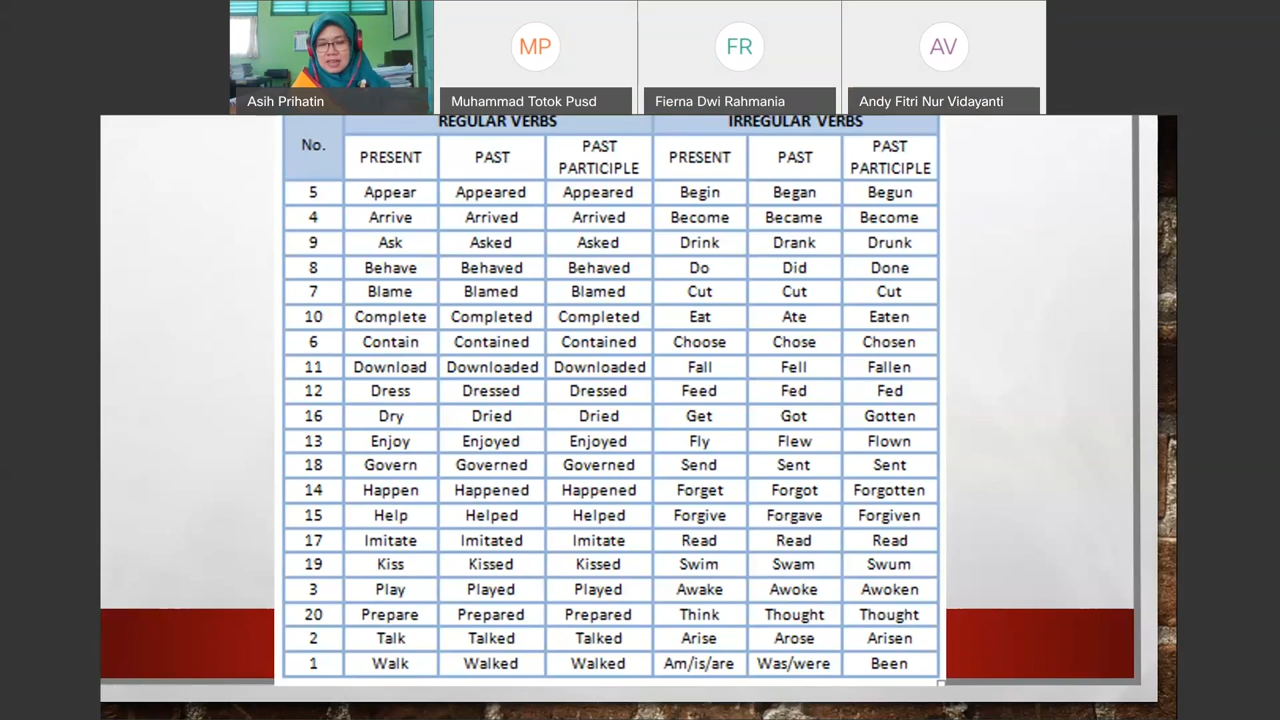 MP FR AV
Asih Prihatin Muhammad Totok Pusd Fierna Dwi Rahmania Andy Fitri Nur Vidayanti
No. REGULAR VERBS IRREGULAR VERBS
PRESENT PAST PAST PARTICIPLE PRESENT PAST PAST PARTICIPLE
5 Appear Appeared Appeared Begin Began Begun
4 Arrive Arrived Arrived Become Became Become
9 Ask Asked Asked Drink Drank Drunk
8 Behave Behaved Behaved Do Did Done
7 Blame Blamed Blamed Cut Cut Cut
10 Complete Completed Completed Eat Ate Eaten
6 Contain Contained Contained Choose Chose Chosen
11 Download Downloaded Downloaded Fall Fell Fallen
12 Dress Dressed Dressed Feed Fed Fed
16 Dry Dried Dried Get Got Gotten
13 Enjoy Enjoyed Enjoyed Fly Flew Flown
18 Govern Governed Governed Send Sent Sent
14 Happen Happened Happened Forget Forgot Forgotten
15 Help Helped Helped Forgive Forgave Forgiven
17 Imitate Imitated Imitate Read Read Read
19 Kiss Kissed Kissed Swim Swam Swum
3 Play Played Played Awake Awoke Awoken
20 Prepare Prepared Prepared Think Thought Thought
2 Talk Talked Talked Arise Arose Arisen
1 Walk Walked Walked Am/is/are Was/were Been